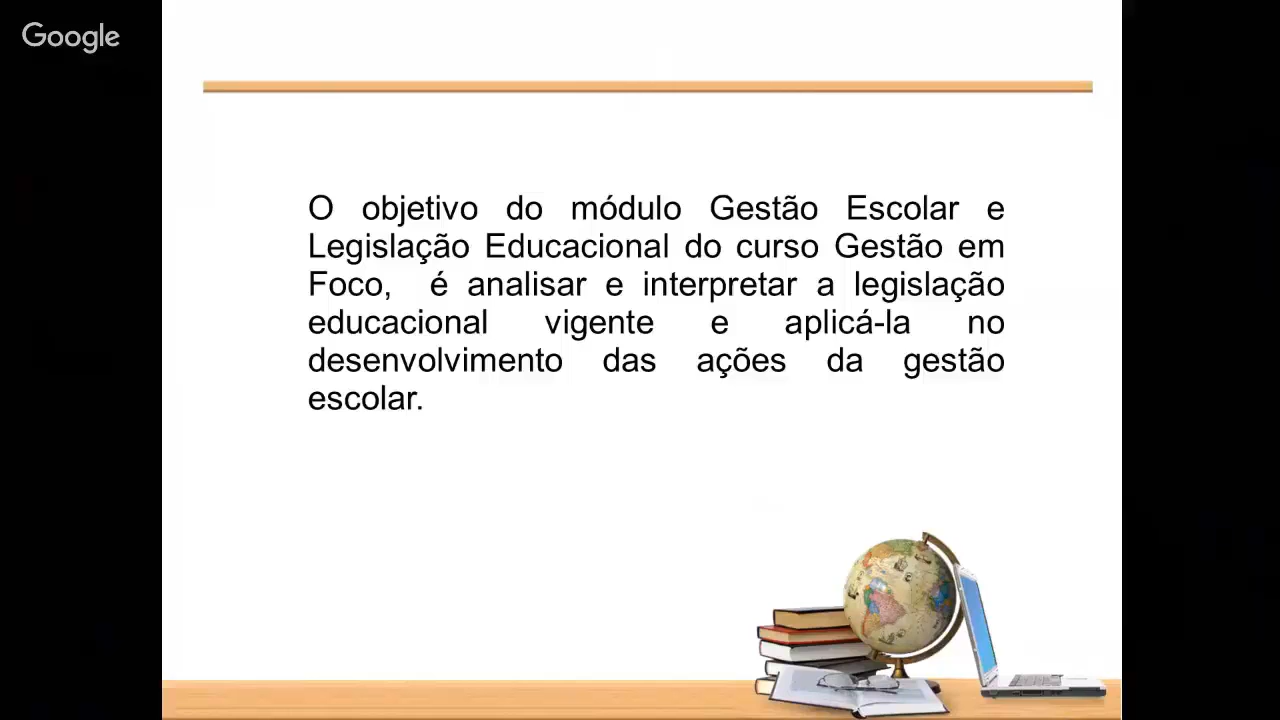 Google
O objetivo do módulo Gestão Escolar e
Legislação Educacional do curso Gestão em
Foco, é analisar e interpretar a legislação
educacional vigente e aplicá-la no
desenvolvimento das ações da gestão
escolar.